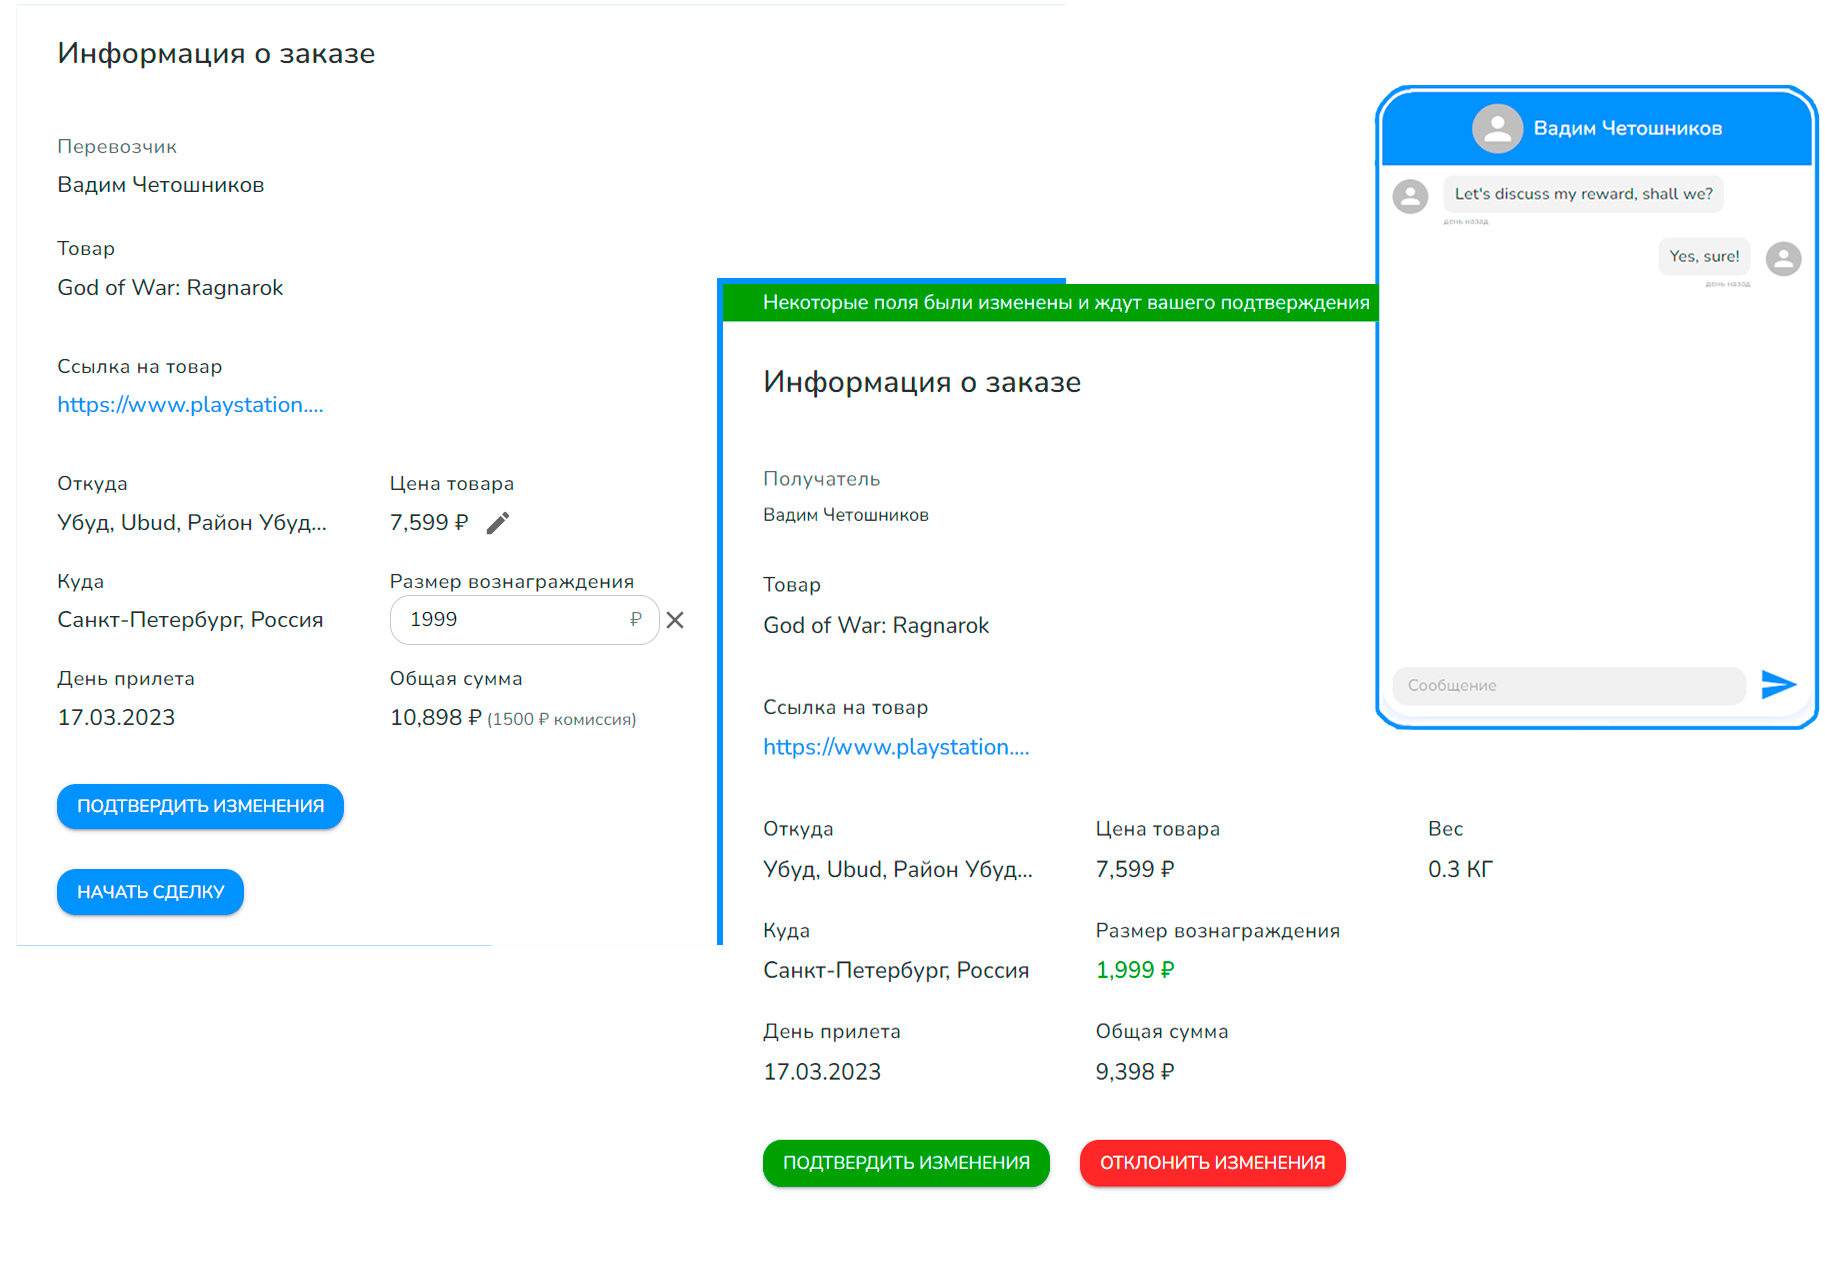 Информация о заказе
Перевозчик
Вадим Четошников
Товар
God of War: Ragnarok
Ссылка на товар
https://www.playstation....
Откуда
Цена товара
Убуд, Ubud, Район Убуд...
7,599 ₽
Куда
Размер вознаграждения
Санкт-Петербург, Россия
1999 ₽
День прилета
Общая сумма
17.03.2023
10,898 ₽ (1500 ₽ комиссия)
ПОДТВЕРДИТЬ ИЗМЕНЕНИЯ
НАЧАТЬ СДЕЛКУ
Некоторые поля были изменены и ждут вашего подтверждения
Информация о заказе
Получатель
Вадим Четошников
Товар
God of War: Ragnarok
Ссылка на товар
https://www.playstation....
Откуда
Цена товара
Вес
Убуд, Ubud, Район Убуд...
7,599 ₽
0.3 КГ
Куда
Размер вознаграждения
Санкт-Петербург, Россия
1,999 ₽
День прилета
Общая сумма
17.03.2023
9,398 ₽
ПОДТВЕРДИТЬ ИЗМЕНЕНИЯ
ОТКЛОНИТЬ ИЗМЕНЕНИЯ
Вадим Четошников
Let's discuss my reward, shall we?
день назад
Yes, sure!
день назад
Сообщение